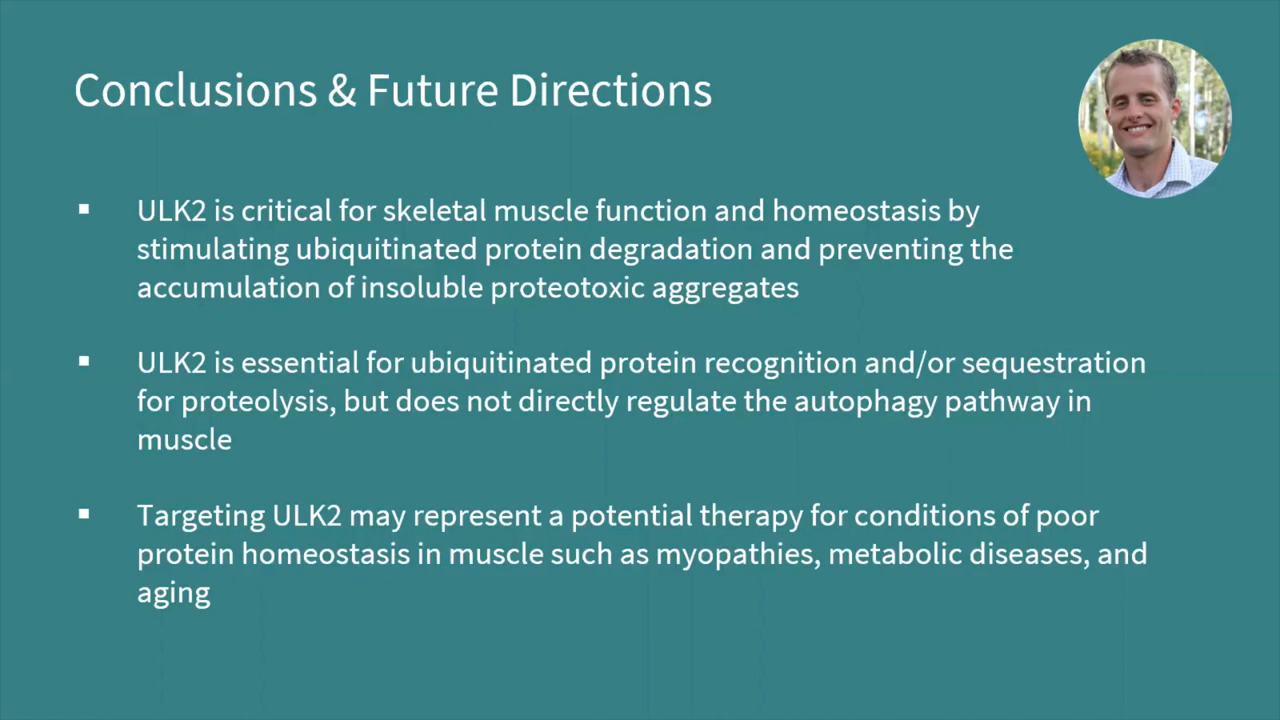 Conclusions & Future Directions
▪ ULK2 is critical for skeletal muscle function and homeostasis by
stimulating ubiquitinated protein degradation and preventing the
accumulation of insoluble proteotoxic aggregates
▪ ULK2 is essential for ubiquitinated protein recognition and/or sequestration
for proteolysis, but does not directly regulate the autophagy pathway in
muscle
▪ Targeting ULK2 may represent a potential therapy for conditions of poor
protein homeostasis in muscle such as myopathies, metabolic diseases, and
aging